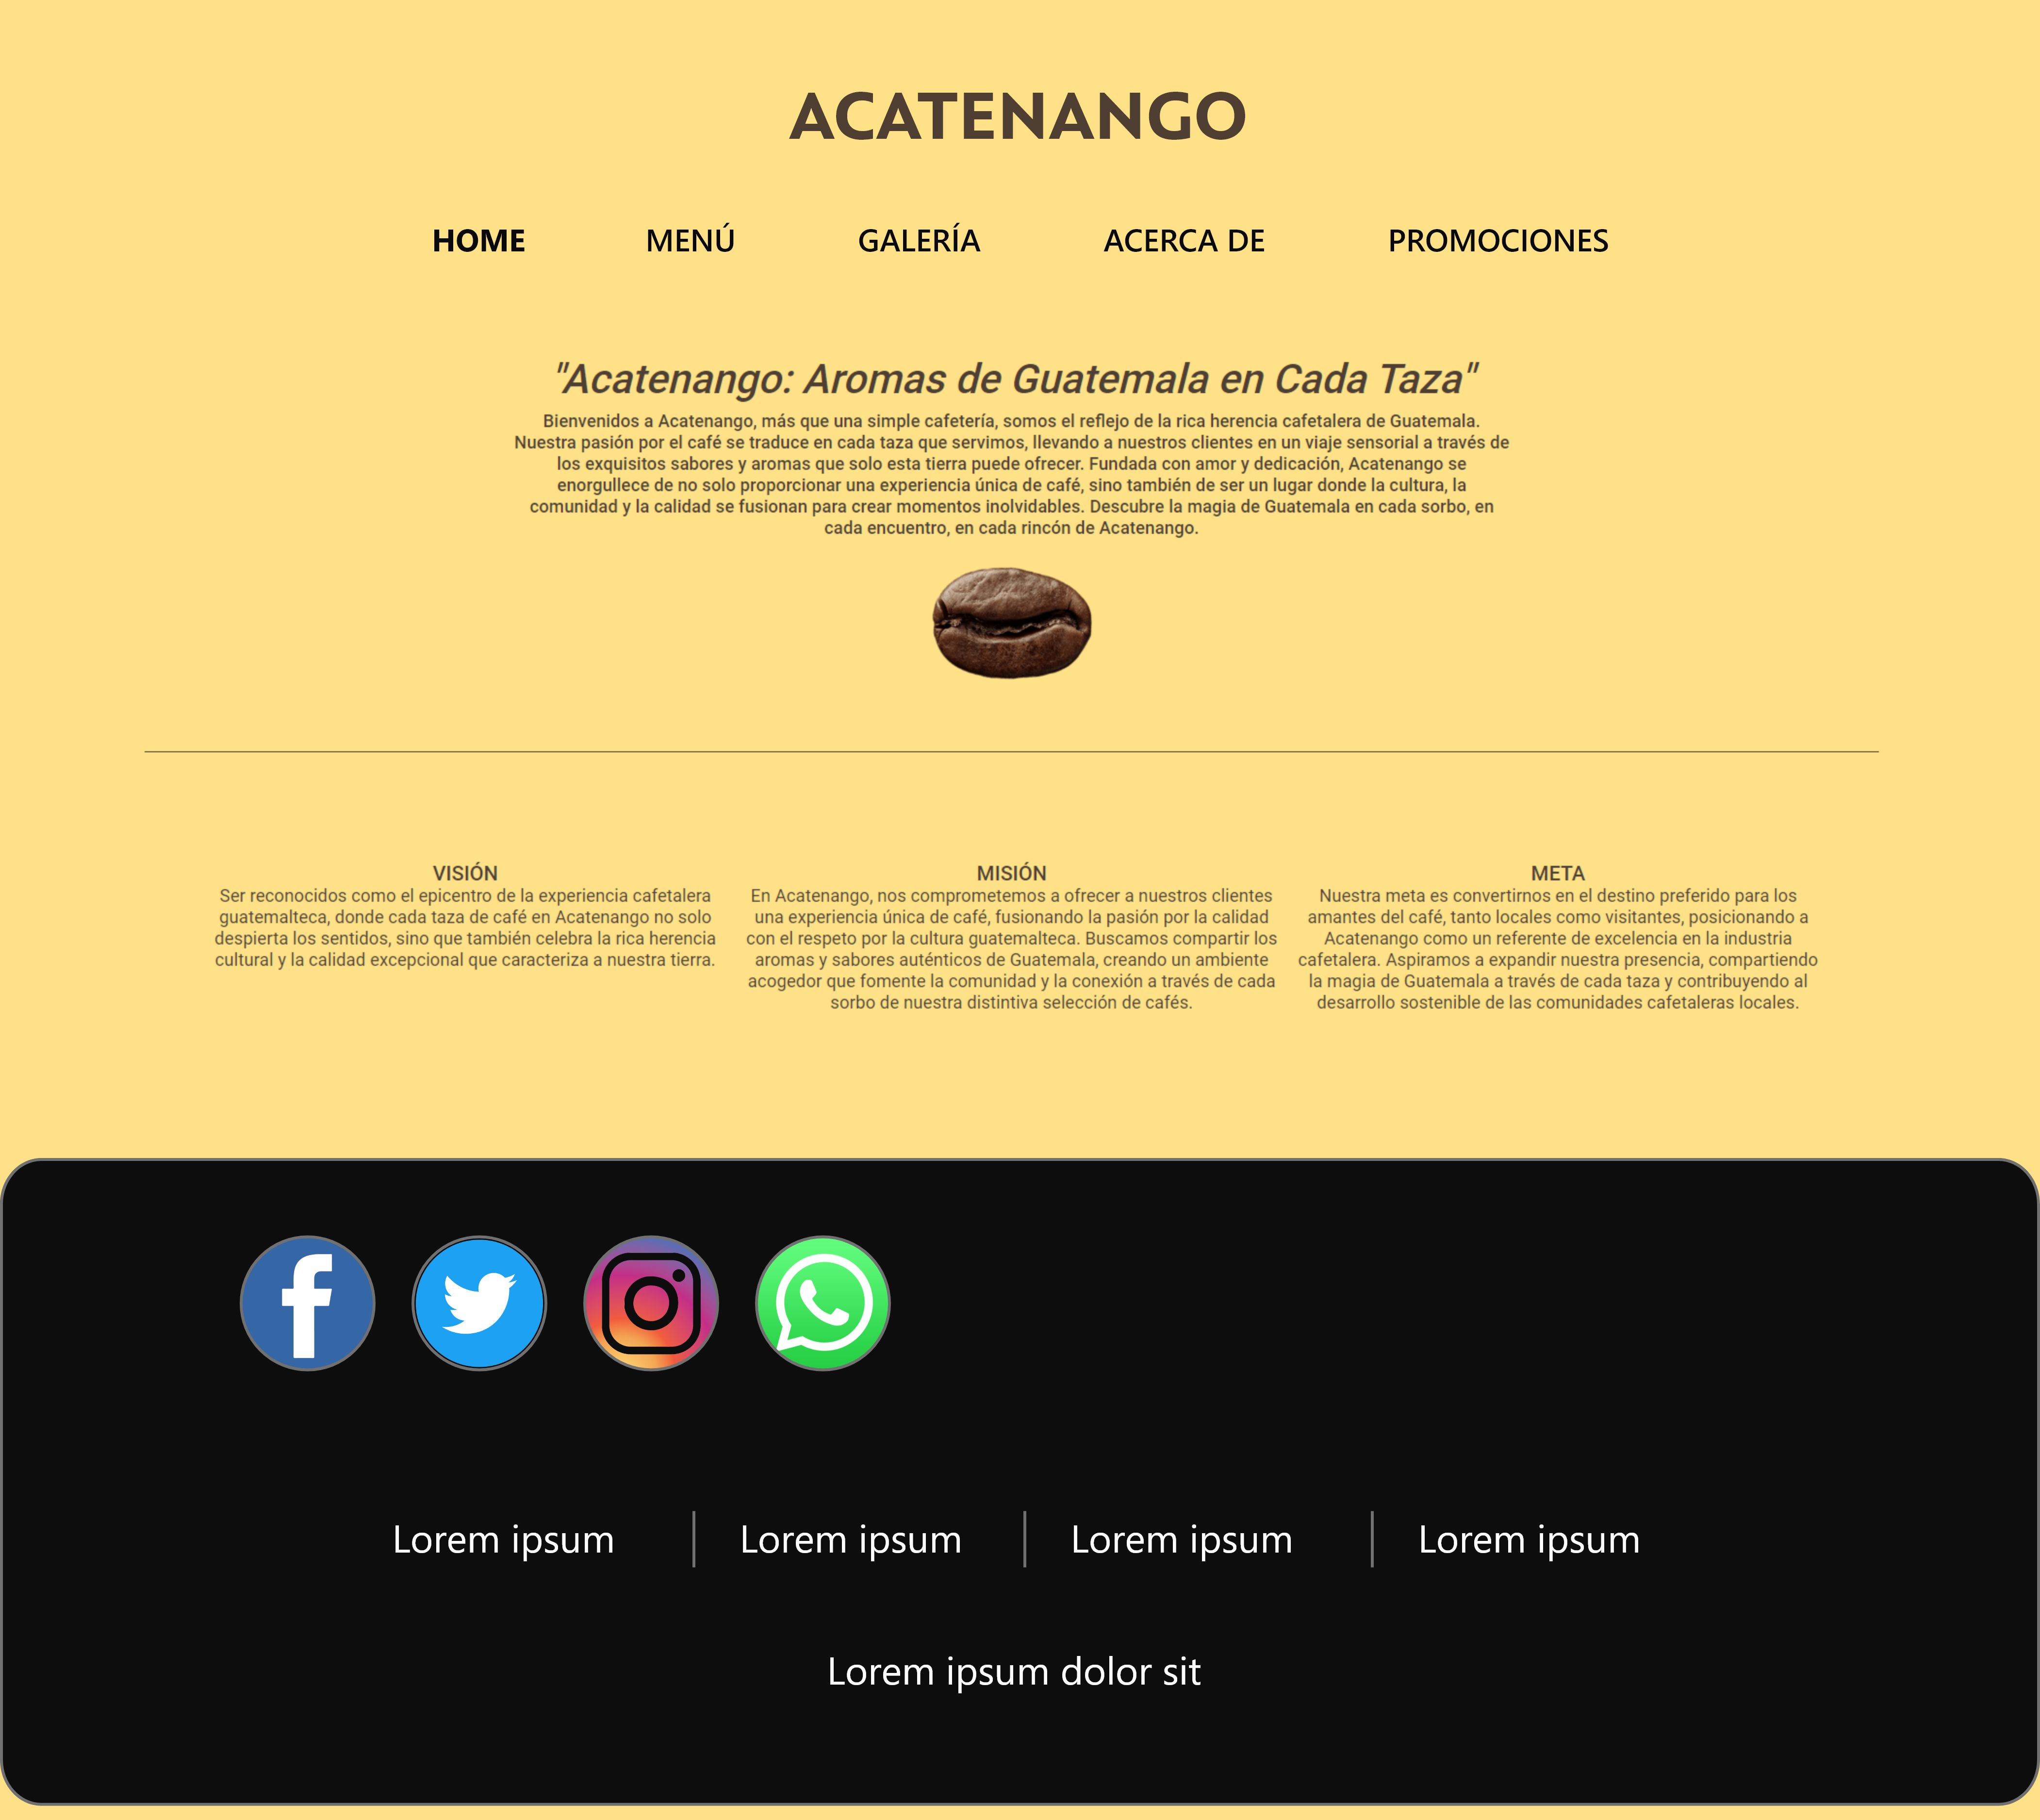 ACATENANGO
HOME MENÚ GALERÍA ACERCA DE PROMOCIONES
"Acatenango: Aromas de Guatemala en Cada Taza"
Bienvenidos a Acatenango, más que una simple cafetería, somos el reflejo de la rica herencia cafetalera de Guatemala.
Nuestra pasión por el café se traduce en cada taza que servimos, llevando a nuestros clientes en un viaje sensorial a través de
los exquisitos sabores y aromas que solo esta tierra puede ofrecer. Fundada con amor y dedicación, Acatenango se
enorgullece de no solo proporcionar una experiencia única de café, sino también de ser un lugar donde la cultura, la
comunidad y la calidad se fusionan para crear momentos inolvidables. Descubre la magia de Guatemala en cada sorbo, en
cada encuentro, en cada rincón de Acatenango.
VISIÓN
Ser reconocidos como el epicentro de la experiencia cafetalera
guatemalteca, donde cada taza de café en Acatenango no solo
despierta los sentidos, sino que también celebra la rica herencia
cultural y la calidad excepcional que caracteriza a nuestra tierra.
MISIÓN
En Acatenango, nos comprometemos a ofrecer a nuestros clientes
una experiencia única de café, fusionando la pasión por la calidad
con el respeto por la cultura guatemalteca. Buscamos compartir los
aromas y sabores auténticos de Guatemala, creando un ambiente
acogedor que fomente la comunidad y la conexión a través de cada
sorbo de nuestra distintiva selección de cafés.
META
Nuestra meta es convertirnos en el destino preferido para los
amantes del café, tanto locales como visitantes, posicionando a
Acatenango como un referente de excelencia en la industria
cafetalera. Aspiramos a expandir nuestra presencia, compartiendo
la magia de Guatemala a través de cada taza y contribuyendo al
desarrollo sostenible de las comunidades cafetaleras locales.
Lorem ipsum Lorem ipsum Lorem ipsum Lorem ipsum
Lorem ipsum dolor sit